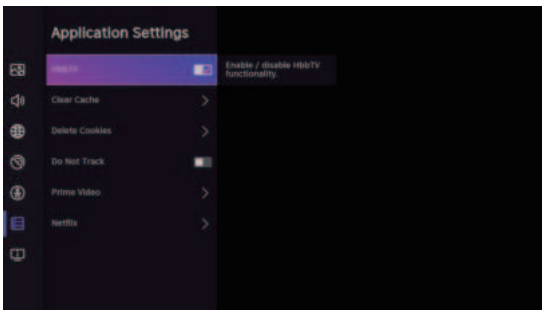 Application Settings
HbbTV
Enable / disable HbbTV
functionality.
Clear Cache
Delete Cookies
Do Not Track
Prime Video
Netflix